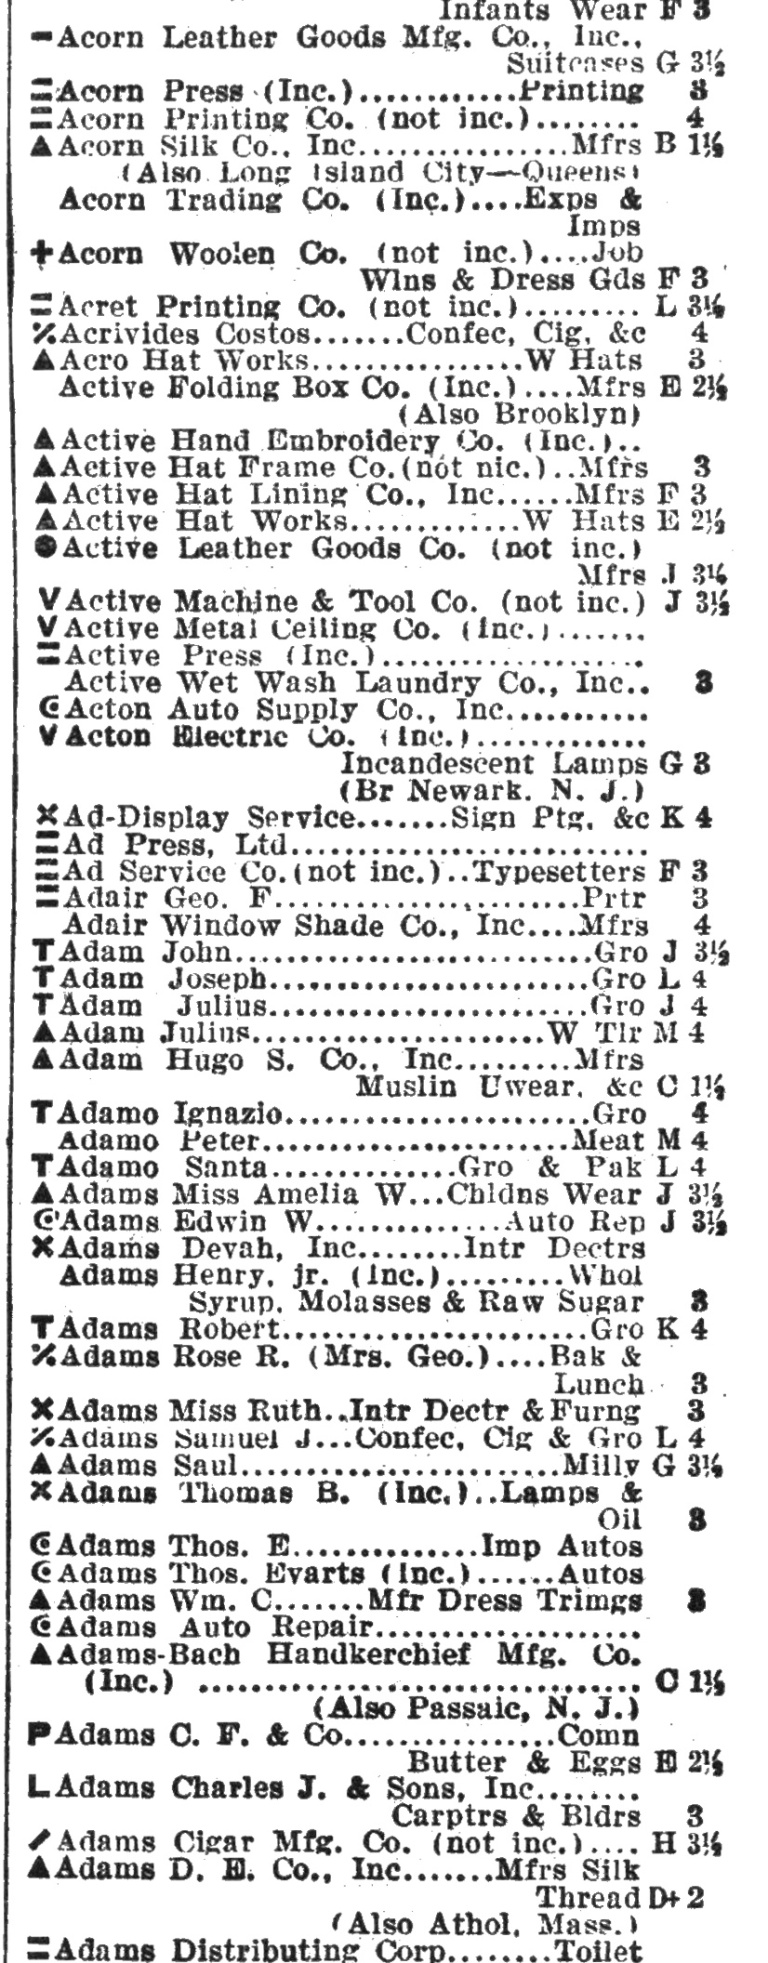 Infants Wear F 3
Acorn Leather Goods Mfg. Co., Inc.,
Suitcases G 3½
Acorn Press (Inc.)............Printing 3
Acorn Printing Co. (not inc.)........ 4
Acorn Silk Co., Inc................Mfrs B 1½
(Also Long Island City—Queens)
Acorn Trading Co. (Inc.)....Exps &
Imps
+Acorn Woolen Co. (not inc.)....Job
Wlns & Dress Gds F 3
Acret Printing Co. (not inc.)......... L 3½
Acrivides Costos.......Confec, Cig, &c 4
▲Acro Hat Works................W Hats 3
Active Folding Box Co. (Inc.)....Mfrs E 2½
(Also Brooklyn)
▲Active Hand Embroidery Co. (Inc.)..
▲Active Hat Frame Co.(not nic.)..Mfrs 3
▲Active Hat Lining Co., Inc......Mfrs F 3
▲Active Hat Works.............W Hats E 2½
●Active Leather Goods Co. (not inc.)
Mfrs J 3½
V Active Machine & Tool Co. (not inc.) J 3½
V Active Metal Ceiling Co. (Inc.).......
=Active Press (Inc.)...................
Active Wet Wash Laundry Co., Inc.. 3
Acton Auto Supply Co., Inc...........
V Acton Electric Co. (Inc.).............
Incandescent Lamps G 3
(Br Newark, N. J.)
Ad-Display Service.......Sign Ptg, &c K 4
Ad Press, Ltd..........................
Ad Service Co.(not inc.)..Typesetters F 3
Adair Geo. F......................Prtr 3
Adair Window Shade Co., Inc....Mfrs 4
T Adam John...........................Gro J 3½
T Adam Joseph........................Gro L 4
T Adam Julius........................Gro J 4
▲Adam Julius......................W Tlr M 4
▲Adam Hugo S. Co., Inc.........Mfrs
Muslin Uwear, &c C 1½
T Adamo Ignazio.......................Gro 4
Adamo Peter.......................Meat M 4
T Adamo Santa..............Gro & Pak L 4
▲Adams Miss Amelia W...Chldns Wear J 3½
Adams Edwin W..............Auto Rep J 3½
Adams Devah, Inc........Intr Dectrs
Adams Henry, jr. (Inc.).........Whol
Syrup, Molasses & Raw Sugar 3
T Adams Robert.......................Gro K 4
Adams Rose R. (Mrs. Geo.)....Bak &
Lunch 3
Adams Miss Ruth..Intr Dectr & Furng 3
Adams Samuel J...Confec, Cig & Gro L 4
▲Adams Saul........................Milly G 3½
Adams Thomas B. (Inc.)..Lamps &
Oil 3
Adams Thos. E..............Imp Autos
Adams Thos. Evarts (Inc.)......Autos
▲Adams Wm. C.......Mfr Dress Trimgs 3
Adams Auto Repair....................
▲Adams-Bach Handkerchief Mfg. Co.
(Inc.) ................................. C 1½
(Also Passaic, N. J.)
P Adams C. F. & Co................Comn
Butter & Eggs E 2½
L Adams Charles J. & Sons, Inc........
Carptrs & Bldrs 3
Adams Cigar Mfg. Co. (not inc.).... H 3½
▲Adams D. E. Co., Inc.......Mfrs Silk
Thread D+ 2
(Also Athol, Mass.)
=Adams Distributing Corp........Toilet